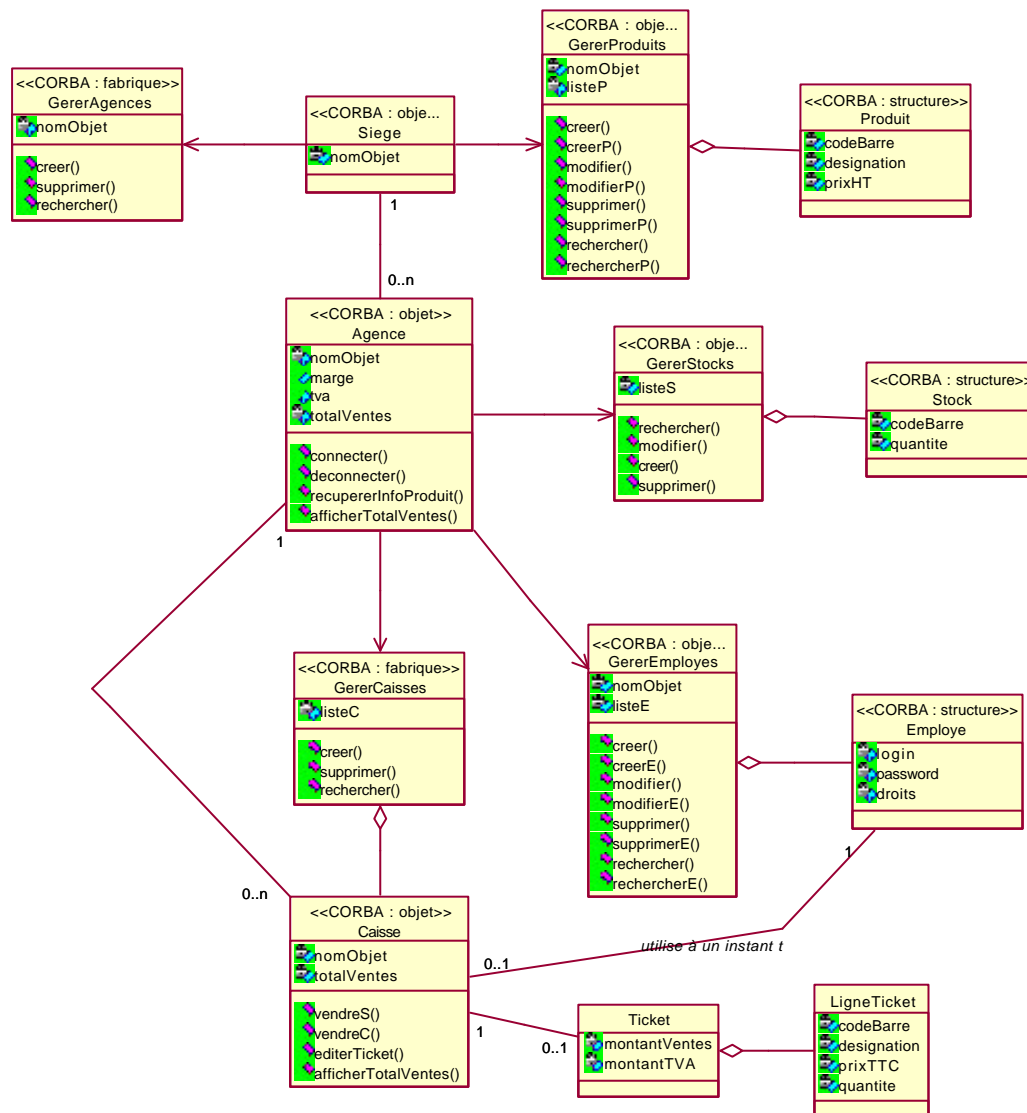 <<CORBA : fabrique>>
GererAgences
nomObjet
creer()
supprimer()
rechercher()
<<CORBA : obje...
Siege
nomObjet
<<CORBA : obje...
GererProduits
nomObjet
listeP
creer()
creerP()
modifier()
modifierP()
supprimer()
supprimerP()
rechercher()
rechercherP()
<<CORBA : structure>>
Produit
codeBarre
designation
prixHT
1
0..n
<<CORBA : objet>>
Agence
nomObjet
marge
tva
totalVentes
connecter()
deconnecter()
recupererInfoProduit()
afficherTotalVentes()
<<CORBA : obje...
GererStocks
listeS
rechercher()
modifier()
creer()
supprimer()
<<CORBA : structure>>
Stock
codeBarre
quantite
1
<<CORBA : fabrique>>
GererCaisses
listeC
creer()
supprimer()
rechercher()
<<CORBA : obje...
GererEmployes
nomObjet
listeE
creer()
creerE()
modifier()
modifierE()
supprimer()
supprimerE()
rechercher()
rechercherE()
<<CORBA : structure>>
Employe
login
password
droits
1
0..n
utilise à un instant t
0..1
<<CORBA : objet>>
Caisse
nomObjet
totalVentes
vendreS()
vendreC()
editerTicket()
afficherTotalVentes()
1
0..1
Ticket
montantVentes
montantTVA
LigneTicket
codeBarre
designation
prixTTC
quantite